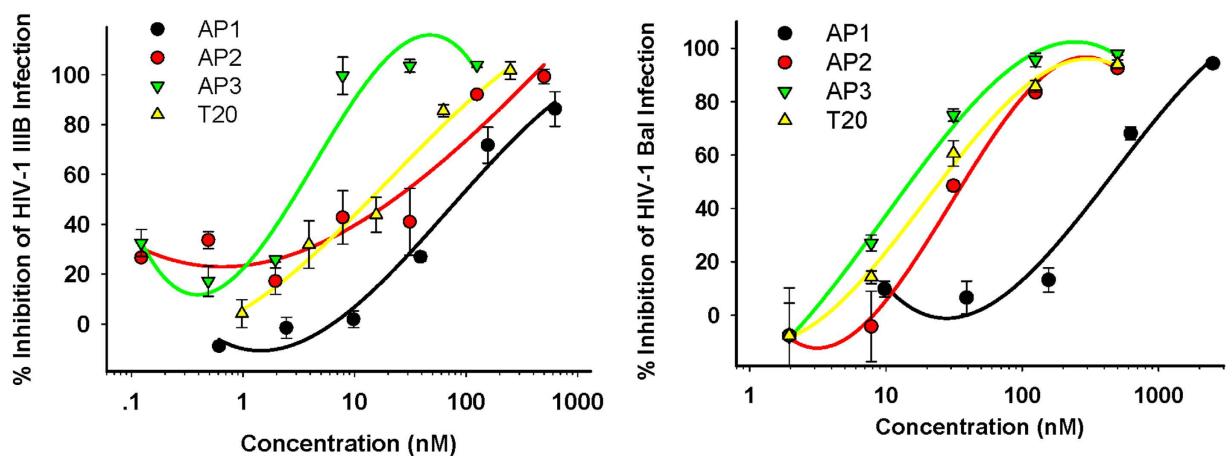 % Inhibition of HIV-1 IIIB Infection
100
80
60
40
20
0
AP1
AP2
AP3
T20
.1
1
10
100
1000
Concentration (nM)
% Inhibition of HIV-1 Bal Infection
100
80
60
40
20
0
AP1
AP2
AP3
T20
1
10
100
1000
Concentration (nM)